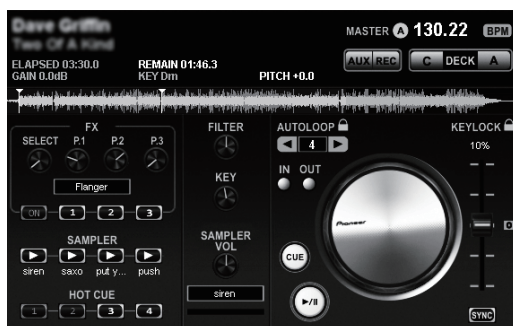 Dave Griffin
Two Of A Kind
MASTER A 130.22 BPM
AUX REC C DECK A
ELAPSED 03:30.0 REMAIN 01:46.3
GAIN 0.0dB KEY Dm PITCH +0.0
FX
SELECT P.1 P.2 P.3
Flanger
ON 1 2 3
SAMPLER
siren saxo put y... push
HOT CUE
1 2 3 4
FILTER
KEY
SAMPLER
VOL
siren
AUTOLOOP
4
IN OUT
Pioneer
CUE
KEYLOCK
10%
SYNC